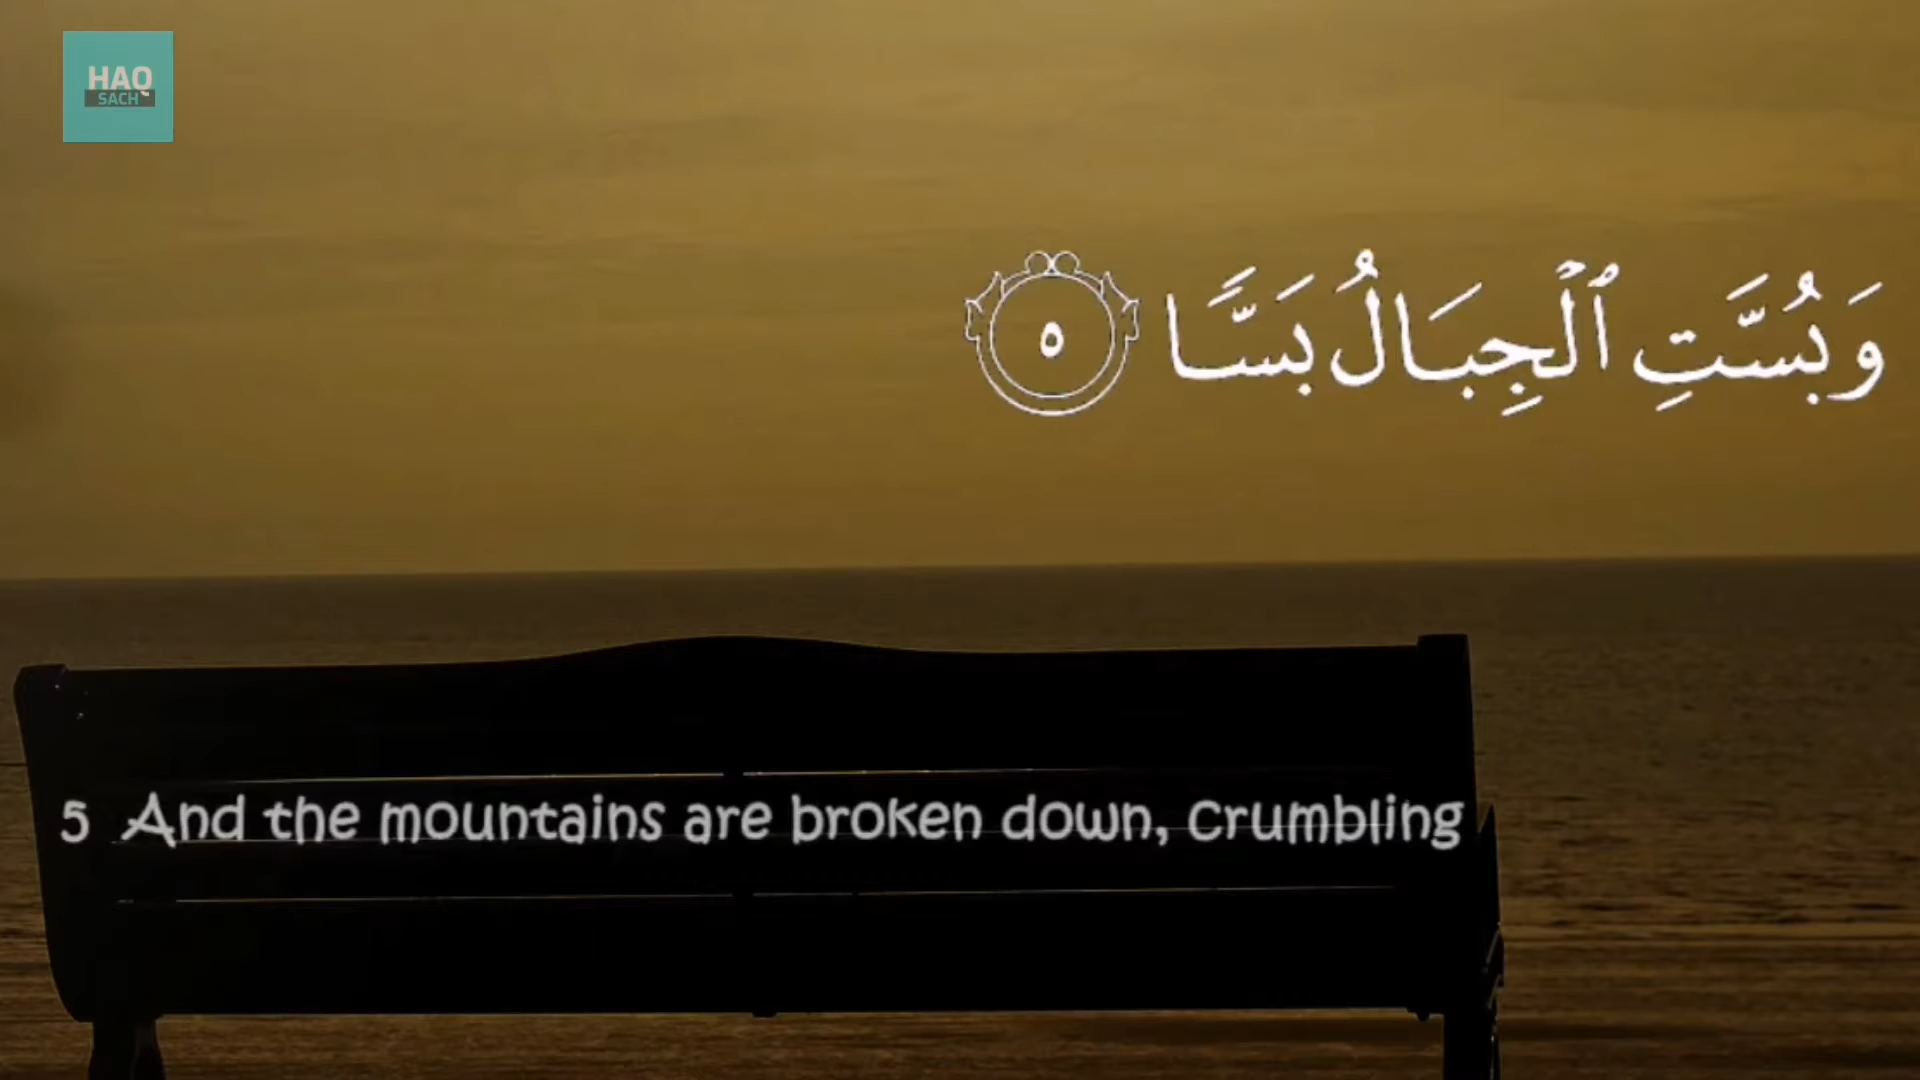 HAQ
SACH
وَبُسَّتِ ٱلْجِبَالُ بَسًّا ٥
5 And the mountains are broken down, crumbling